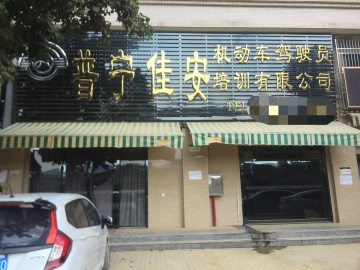 普宁佳安
机动车驾驶员
培训有限公司